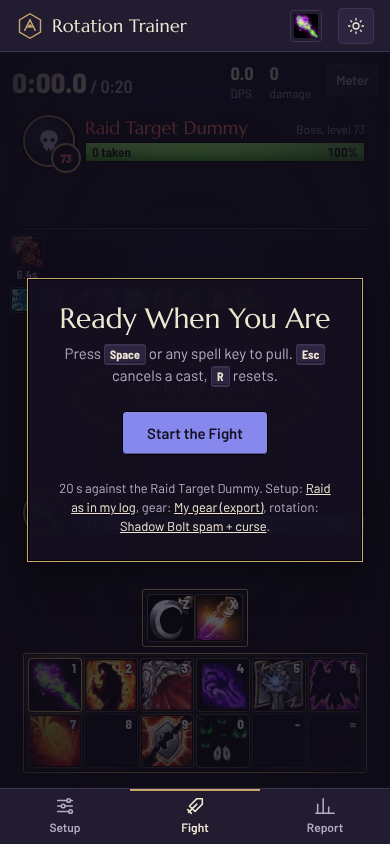 Rotation Trainer
0:00.0 / 0:20
0.0 0 Meter
DPS damage
Raid Target Dummy Boss, level 73
0 taken 100%
73
6.4s
Ready When You Are
Press Space or any spell key to pull. Esc
cancels a cast, R resets.
Start the Fight
20 s against the Raid Target Dummy. Setup: Raid
as in my log, gear: My gear (export), rotation:
Shadow Bolt spam + curse.
Z X
1 2 3 4 5 6
7 8 9 0 - =
Setup Fight Report